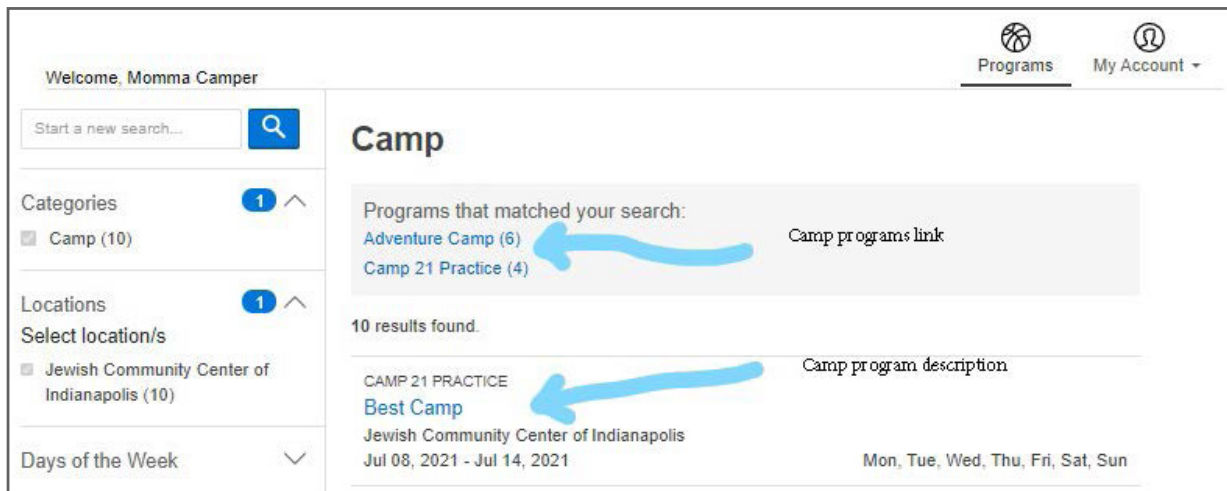 Programs
My Account
Welcome, Momma Camper
Start a new search...
Categories
1
Camp (10)
Locations
1
Select location/s
Jewish Community Center of
Indianapolis (10)
Days of the Week
Camp
Programs that matched your search:
Adventure Camp (6)
Camp programs link
Camp 21 Practice (4)
10 results found.
Camp program description
CAMP 21 PRACTICE
Best Camp
Jewish Community Center of Indianapolis
Jul 08, 2021 - Jul 14, 2021 Mon, Tue, Wed, Thu, Fri, Sat, Sun